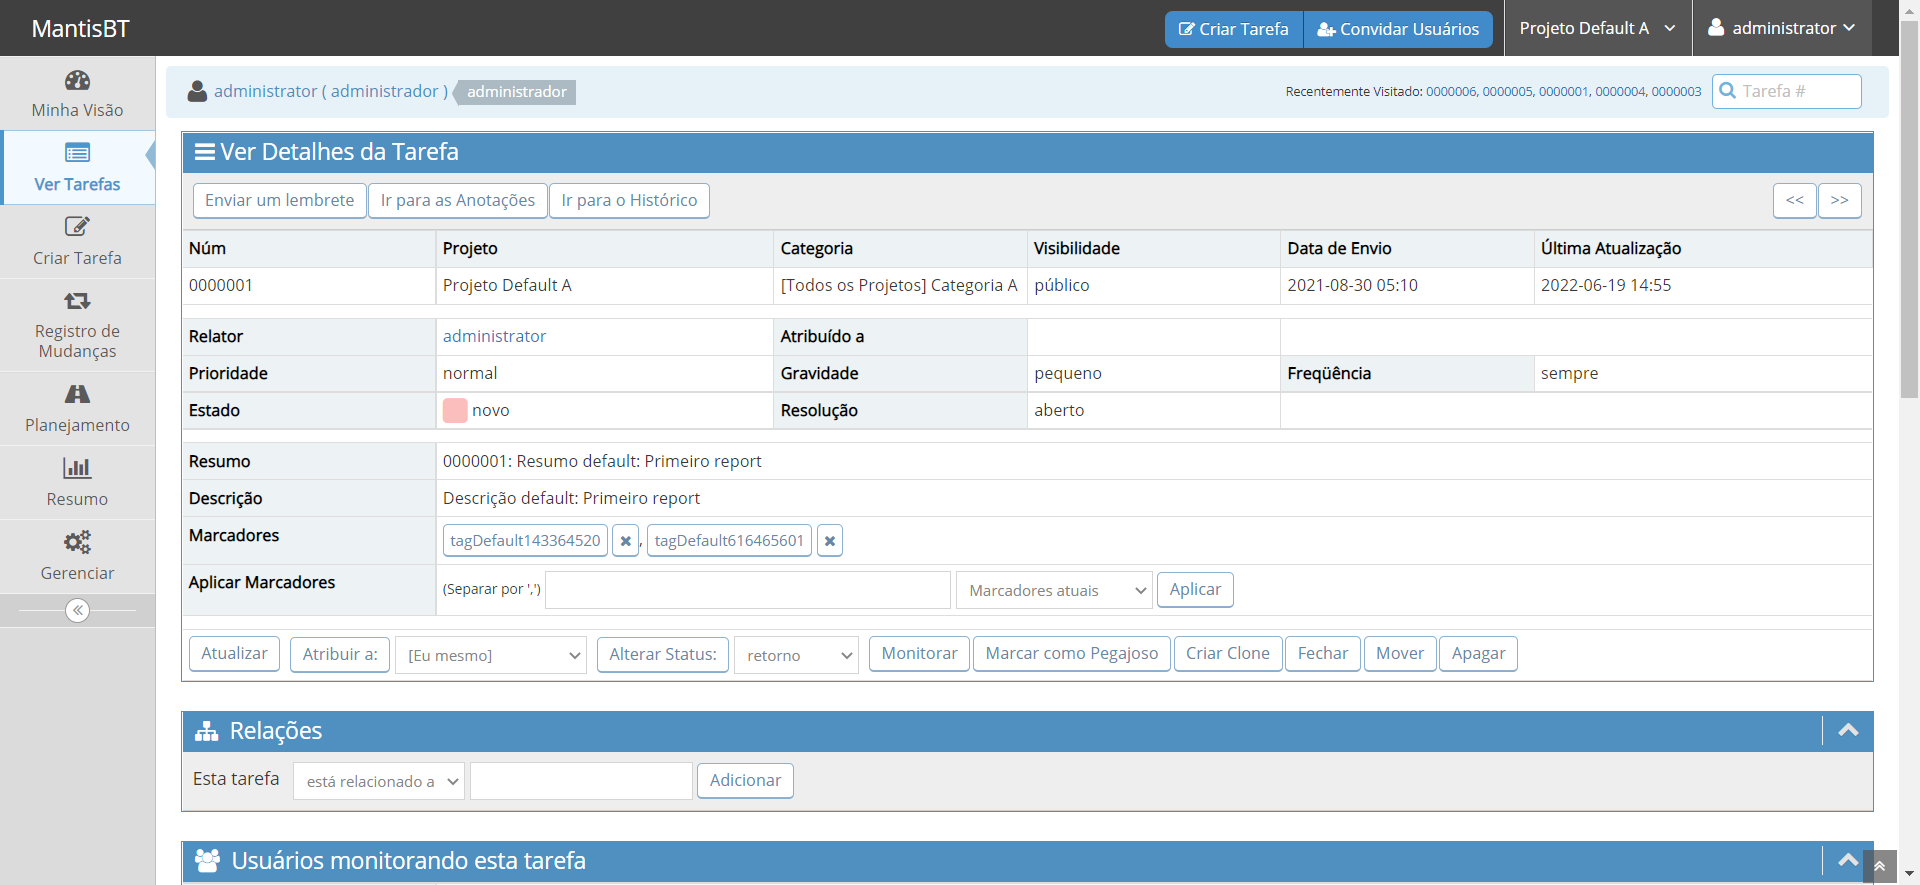 MantisBT
Criar Tarefa
Convidar Usuários
Projeto Default A
administrator
Minha Visão
Ver Tarefas
Criar Tarefa
Registro de
Mudanças
Planejamento
Resumo
Gerenciar
administrator ( administrador ) administrador
Recentemente Visitado: 0000006, 0000005, 0000001, 0000004, 0000003
Tarefa #
Ver Detalhes da Tarefa
Enviar um lembrete Ir para as Anotações Ir para o Histórico << >>
Núm Projeto Categoria Visibilidade Data de Envio Última Atualização
0000001 Projeto Default A [Todos os Projetos] Categoria A público 2021-08-30 05:10 2022-06-19 14:55
Relator administrator Atribuído a
Prioridade normal Gravidade pequeno Freqüência sempre
Estado novo Resolução aberto
Resumo 0000001: Resumo default: Primeiro report
Descrição Descrição default: Primeiro report
Marcadores tagDefault143364520 , tagDefault616465601
Aplicar Marcadores (Separar por ',') Marcadores atuais Aplicar
Atualizar Atribuir a: [Eu mesmo] Alterar Status: retorno Monitorar Marcar como Pegajoso Criar Clone Fechar Mover Apagar
Relações
Esta tarefa está relacionado a Adicionar
Usuários monitorando esta tarefa